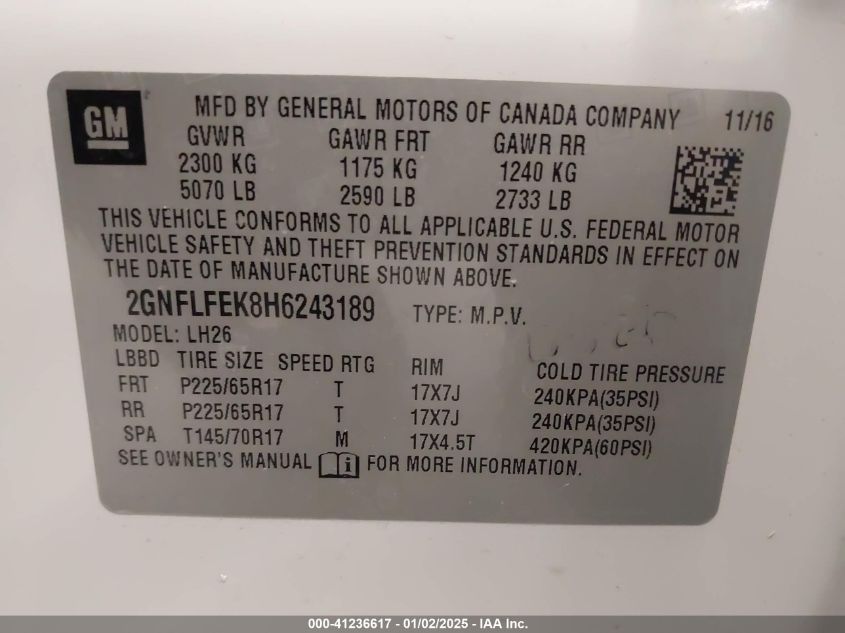 GM
MFD BY GENERAL MOTORS OF CANADA COMPANY 11/16
GVWR GAWR FRT GAWR RR
2300 KG 1175 KG 1240 KG
5070 LB 2590 LB 2733 LB
THIS VEHICLE CONFORMS TO ALL APPLICABLE U.S. FEDERAL MOTOR
VEHICLE SAFETY AND THEFT PREVENTION STANDARDS IN EFFECT ON
THE DATE OF MANUFACTURE SHOWN ABOVE.
2GNFLFEK8H6243189 TYPE: M.P.V.
MODEL: LH26
LBBD TIRE SIZE SPEED RTG RIM COLD TIRE PRESSURE
FRT P225/65R17 T 17X7J 240KPA(35PSI)
RR P225/65R17 T 17X7J 240KPA(35PSI)
SPA T145/70R17 M 17X4.5T 420KPA(60PSI)
SEE OWNER'S MANUAL i FOR MORE INFORMATION.
000-41236617 - 01/02/2025 - IAA Inc.